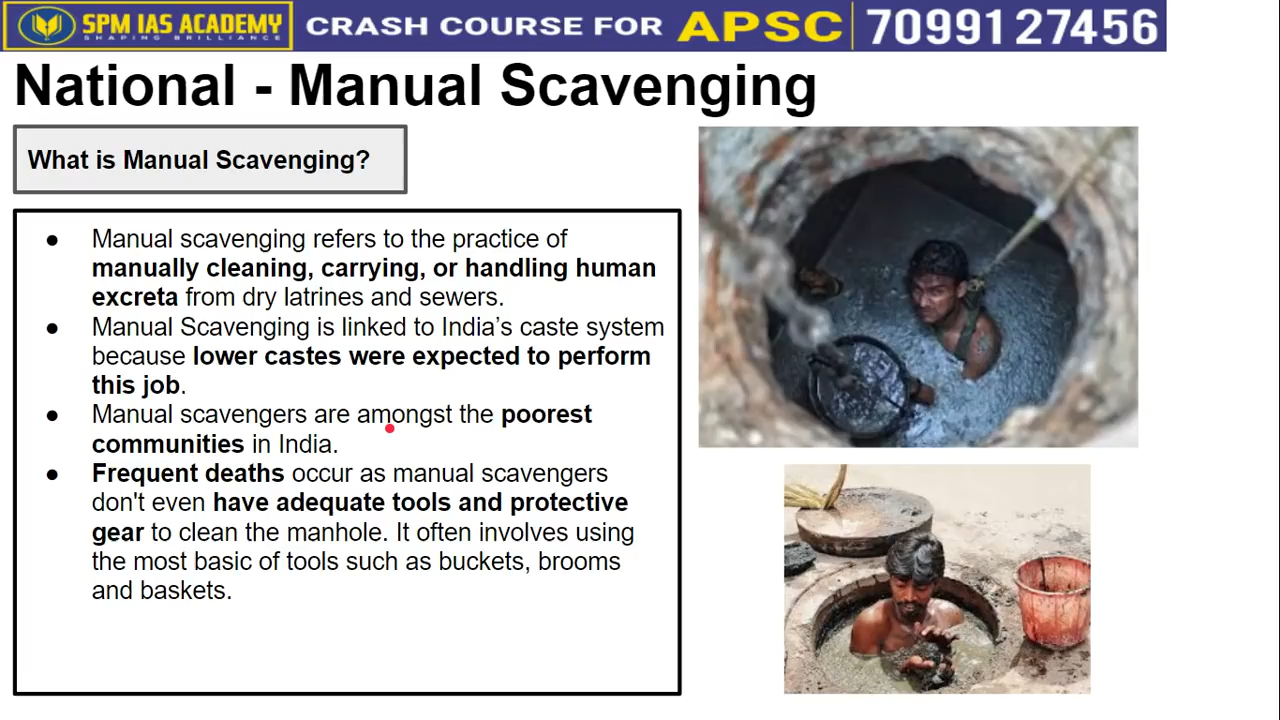 SPM IAS ACADEMY
SHAPING BRILLIANCE
CRASH COURSE FOR APSC 70991 27456
National - Manual Scavenging
What is Manual Scavenging?
● Manual scavenging refers to the practice of
manually cleaning, carrying, or handling human
excreta from dry latrines and sewers.
● Manual Scavenging is linked to India’s caste system
because lower castes were expected to perform
this job.
● Manual scavengers are amongst the poorest
communities in India.
● Frequent deaths occur as manual scavengers
don't even have adequate tools and protective
gear to clean the manhole. It often involves using
the most basic of tools such as buckets, brooms
and baskets.